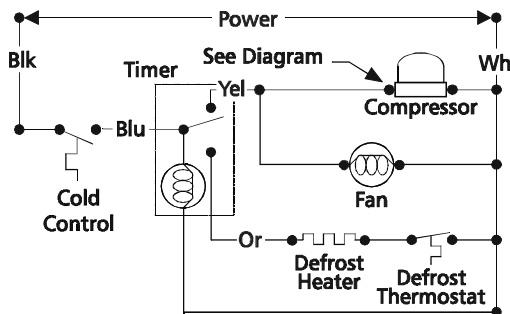 Power
Blk
See Diagram
Wh
Timer
Yel
Compressor
Blu
Cold
Control
Fan
Or
Defrost
Heater
Defrost
Thermostat